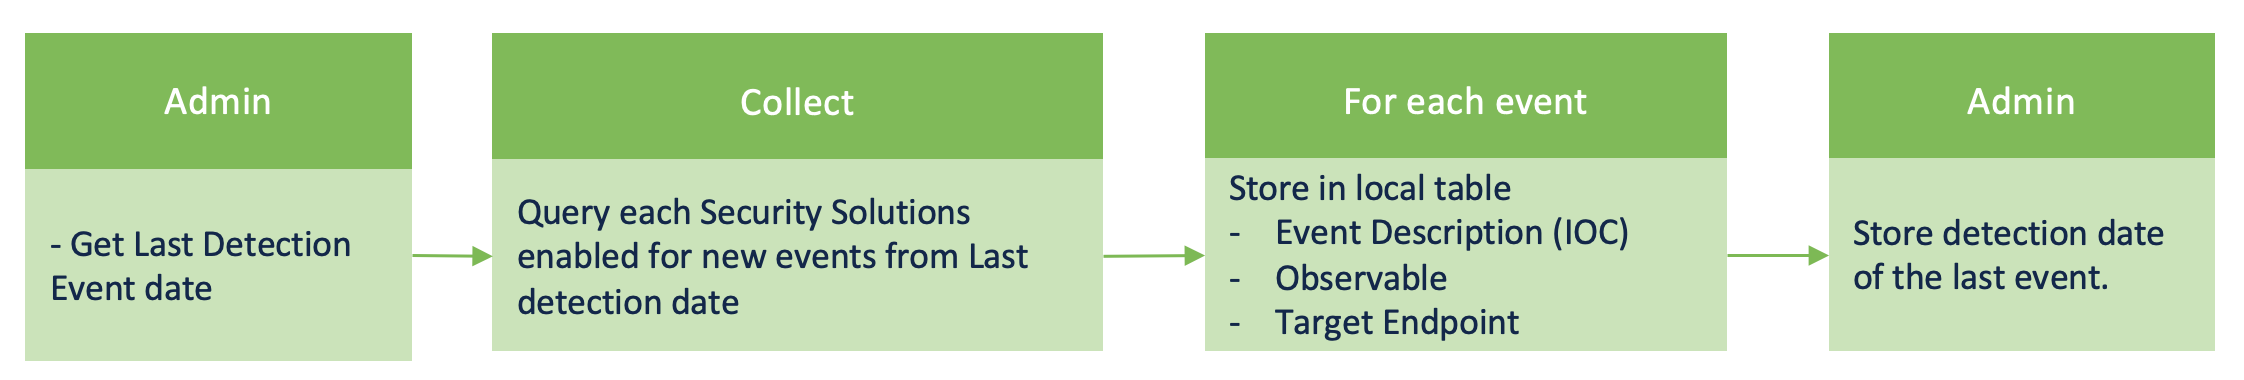 Admin
- Get Last Detection
Event date
Collect
Query each Security Solutions
enabled for new events from Last
detection date
For each event
Store in local table
- Event Description (IOC)
- Observable
- Target Endpoint
Admin
Store detection date
of the last event.